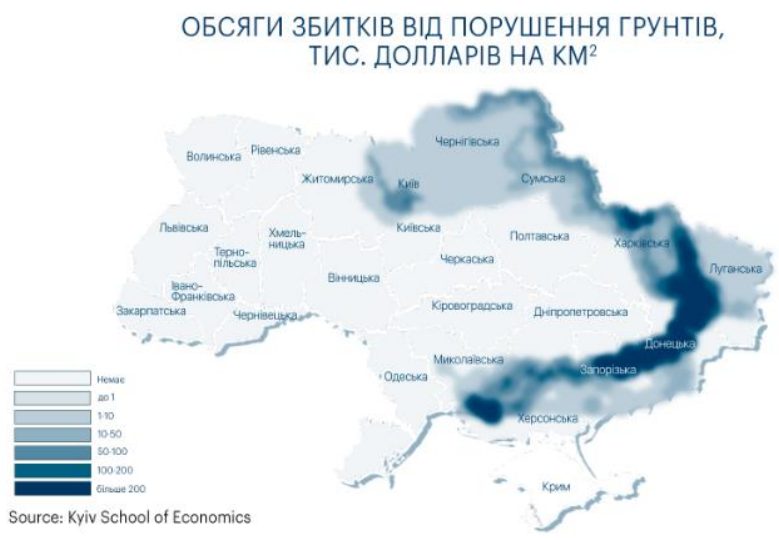 ОБСЯГИ ЗБИТКІВ ВІД ПОРУШЕННЯ ГРУНТІВ,
ТИС. ДОЛЛАРІВ НА КМ²
Чернігівська
Рівенська
Волинська
Житомирська
Київ
Сумська
Львівська
Київська
Хмель-
ницька
Полтавська
Харківська
Терно-
пільська
Черкаська
Луганська
Вінницька
Івано-
Франківська
Кіровоградська
Дніпропетровська
Закарпатська
Чернівецька
Донецька
Миколаївська
Запорізька
Одеська
Херсонська
Крим
Немає
до 1
1-10
10-50
50-100
100-200
більше 200
Source: Kyiv School of Economics